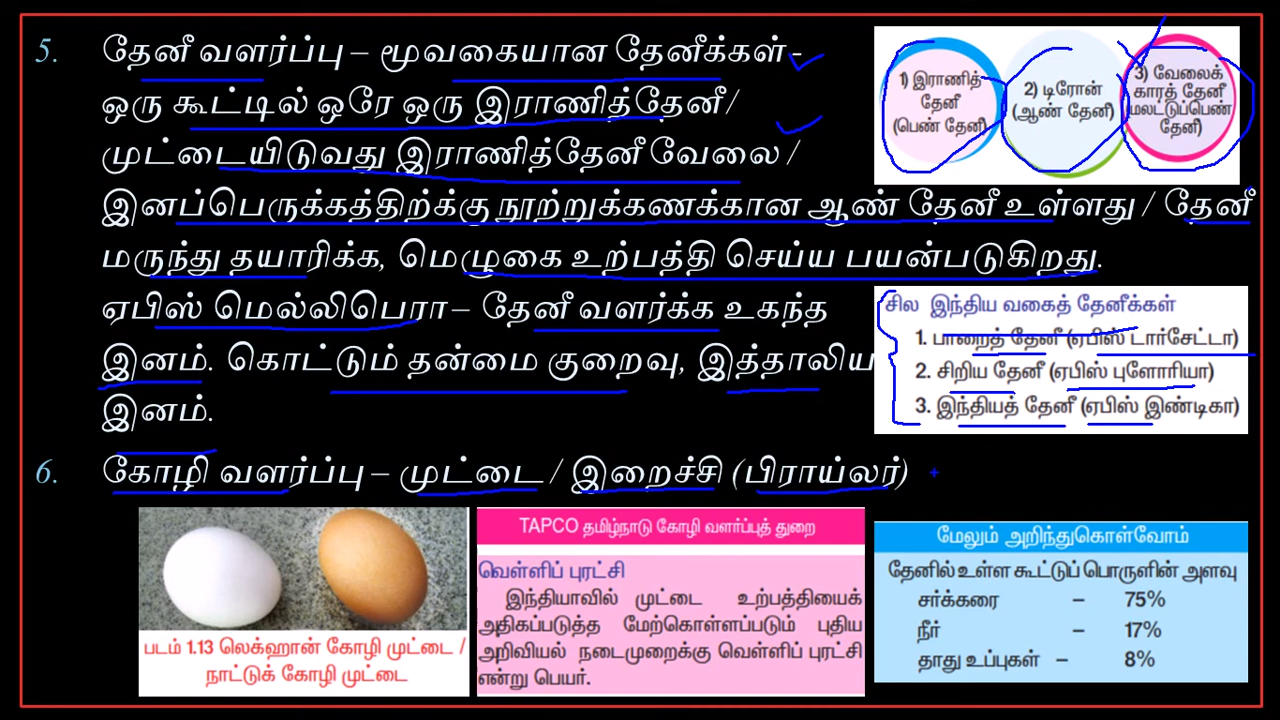 5. தேனீ வளர்ப்பு – மூவகையான தேனீக்கள் -
ஒரு கூட்டில் ஒரே ஒரு இராணித்தேனீ /
முட்டையிடுவது இராணித்தேனீ வேலை /
இனப்பெருக்கத்திற்க்கு நூற்றுக்கணக்கான ஆண் தேனீ உள்ளது / தேனீ
மருந்து தயாரிக்க, மெழுகை உற்பத்தி செய்ய பயன்படுகிறது.
ஏபிஸ் மெல்லிபெரா – தேனீ வளர்க்க உகந்த
இனம். கொட்டும் தன்மை குறைவு, இத்தாலிய
இனம்.
1) இராணித்
தேனீ
(பெண் தேனீ)
2) டிரோன்
(ஆண் தேனீ)
3) வேலைக்
காரத் தேனீ
மலட்டுப்பெண்
தேனீ)
சில இந்திய வகைத் தேனீக்கள்
1. பாறைத் தேனீ (ஏபிஸ் டார்சேட்டா)
2. சிறிய தேனீ (ஏபிஸ் புளோரியா)
3. இந்தியத் தேனீ (ஏபிஸ் இண்டிகா)
6. கோழி வளர்ப்பு – முட்டை / இறைச்சி (பிராய்லர்)
படம் 1.13 லெக்ஹான் கோழி முட்டை /
நாட்டுக் கோழி முட்டை
TAPCO தமிழ்நாடு கோழி வளர்ப்புத் துறை
வெள்ளிப் புரட்சி
இந்தியாவில் முட்டை உற்பத்தியைக்
அதிகப்படுத்த மேற்கொள்ளப்படும் புதிய
அறிவியல் நடைமுறைக்கு வெள்ளிப் புரட்சி
என்று பெயர்.
மேலும் அறிந்துகொள்வோம்
தேனில் உள்ள கூட்டுப் பொருளின் அளவு
சர்க்கரை – 75%
நீர் – 17%
தாது உப்புகள் – 8%